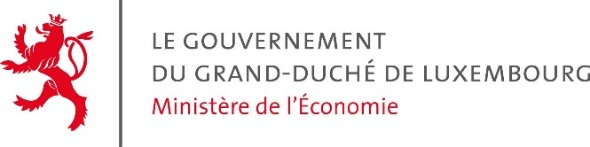 LE GOUVERNEMENT
DU GRAND-DUCHÉ DE LUXEMBOURG
Ministère de l'Économie